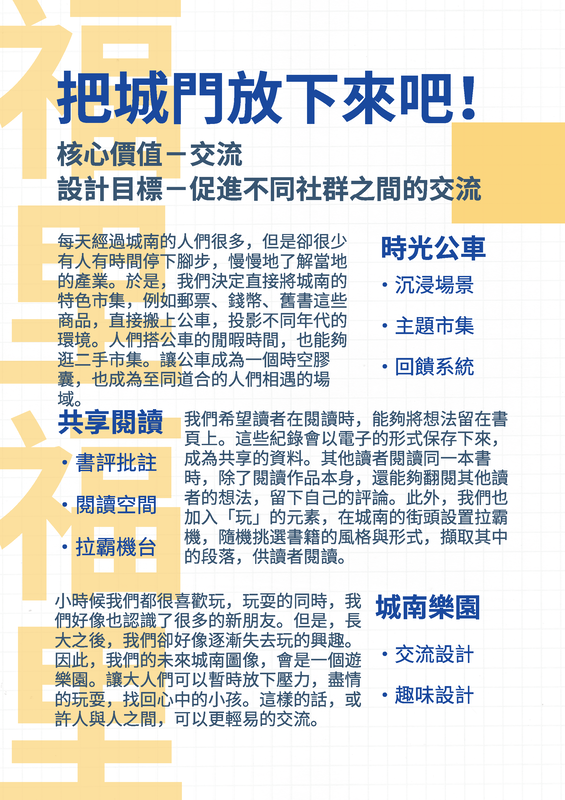 把城門放下來吧！
核心價值－交流
設計目標－促進不同社群之間的交流
每天經過城南的人們很多，但是卻很少
有人有時間停下腳步，慢慢地了解當地
的產業。於是，我們決定直接將城南的
特色市集，例如郵票、錢幣、舊書這些
商品，直接搬上公車，投影不同年代的
環境。人們搭公車的閒暇時間，也能夠
逛二手市集。讓公車成為一個時空膠
囊，也成為至同道合的人們相遇的場
域。
時光公車
・沉浸場景
・主題市集
・回饋系統
共享閱讀
・書評批註
・閱讀空間
・拉霸機台
我們希望讀者在閱讀時，能夠將想法留在書
頁上。這些紀錄會以電子的形式保存下來，
成為共享的資料。其他讀者閱讀同一本書
時，除了閱讀作品本身，還能夠翻閱其他讀
者的想法，留下自己的評論。此外，我們也
加入「玩」的元素，在城南的街頭設置拉霸
機，隨機挑選書籍的風格與形式，擷取其中
的段落，供讀者閱讀。
小時候我們都很喜歡玩，玩耍的同時，我
們好像也認識了很多的新朋友。但是，長
大之後，我們卻好像逐漸失去玩的興趣。
因此，我們的未來城南圖像，會是一個遊
樂園。讓大人們可以暫時放下壓力，盡情
的玩耍，找回心中的小孩。這樣的話，或
許人與人之間，可以更輕易的交流。
城南樂園
・交流設計
・趣味設計
福
里
福
里